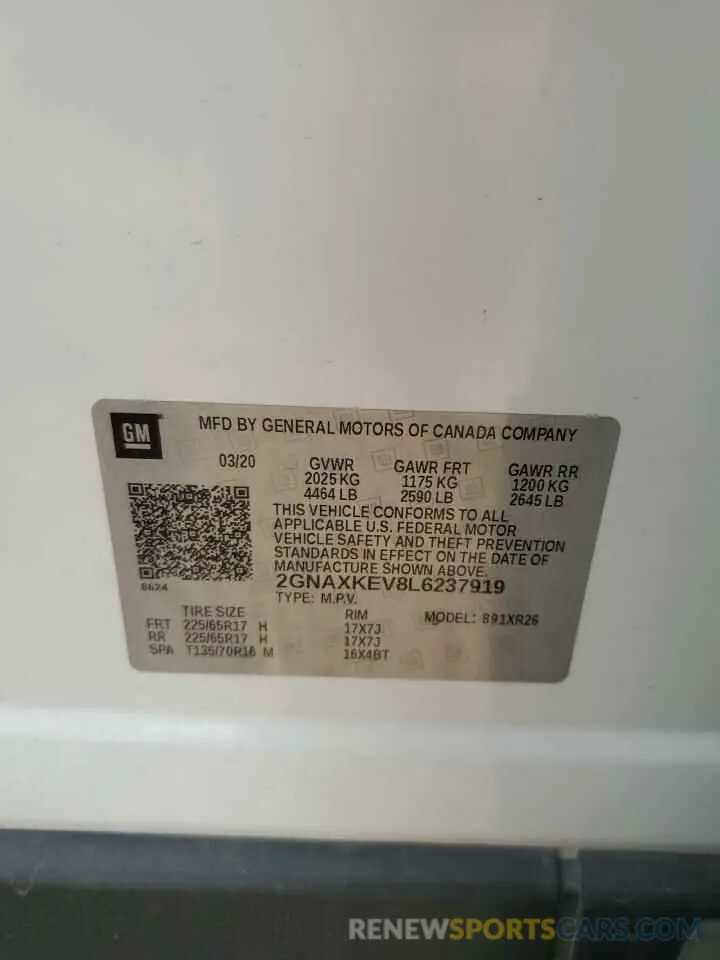 GM
MFD BY GENERAL MOTORS OF CANADA COMPANY
03/20 GVWR GAWR FRT GAWR RR
2025 KG 1175 KG 1200 KG
4464 LB 2590 LB 2645 LB
THIS VEHICLE CONFORMS TO ALL
APPLICABLE U.S. FEDERAL MOTOR
VEHICLE SAFETY AND THEFT PREVENTION
STANDARDS IN EFFECT ON THE DATE OF
MANUFACTURE SHOWN ABOVE.
2GNAXKEV8L6237919
8624
TYPE: M.P.V.
TIRE SIZE RIM MODEL: 891XR26
FRT 225/65R17 H 17X7J
RR 225/65R17 H 17X7J
SPA T135/70R16 M 16X4BT
RENEWSPORTSCARS.COM